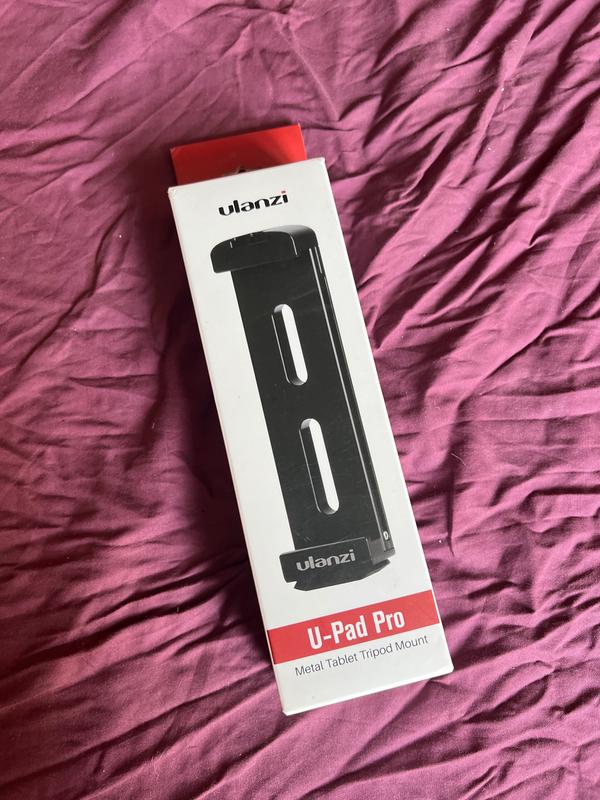 ulanzi
ulanzi
U-Pad Pro
Metal Tablet Tripod Mount